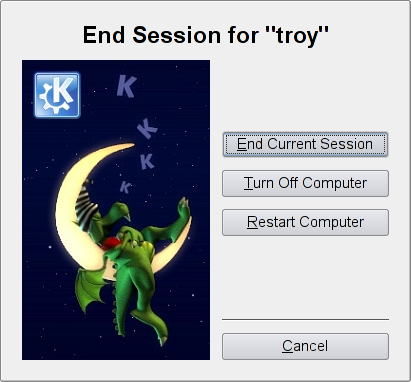 End Session for "troy"
K
K
K
K
K
End Current Session
Turn Off Computer
Restart Computer
Cancel